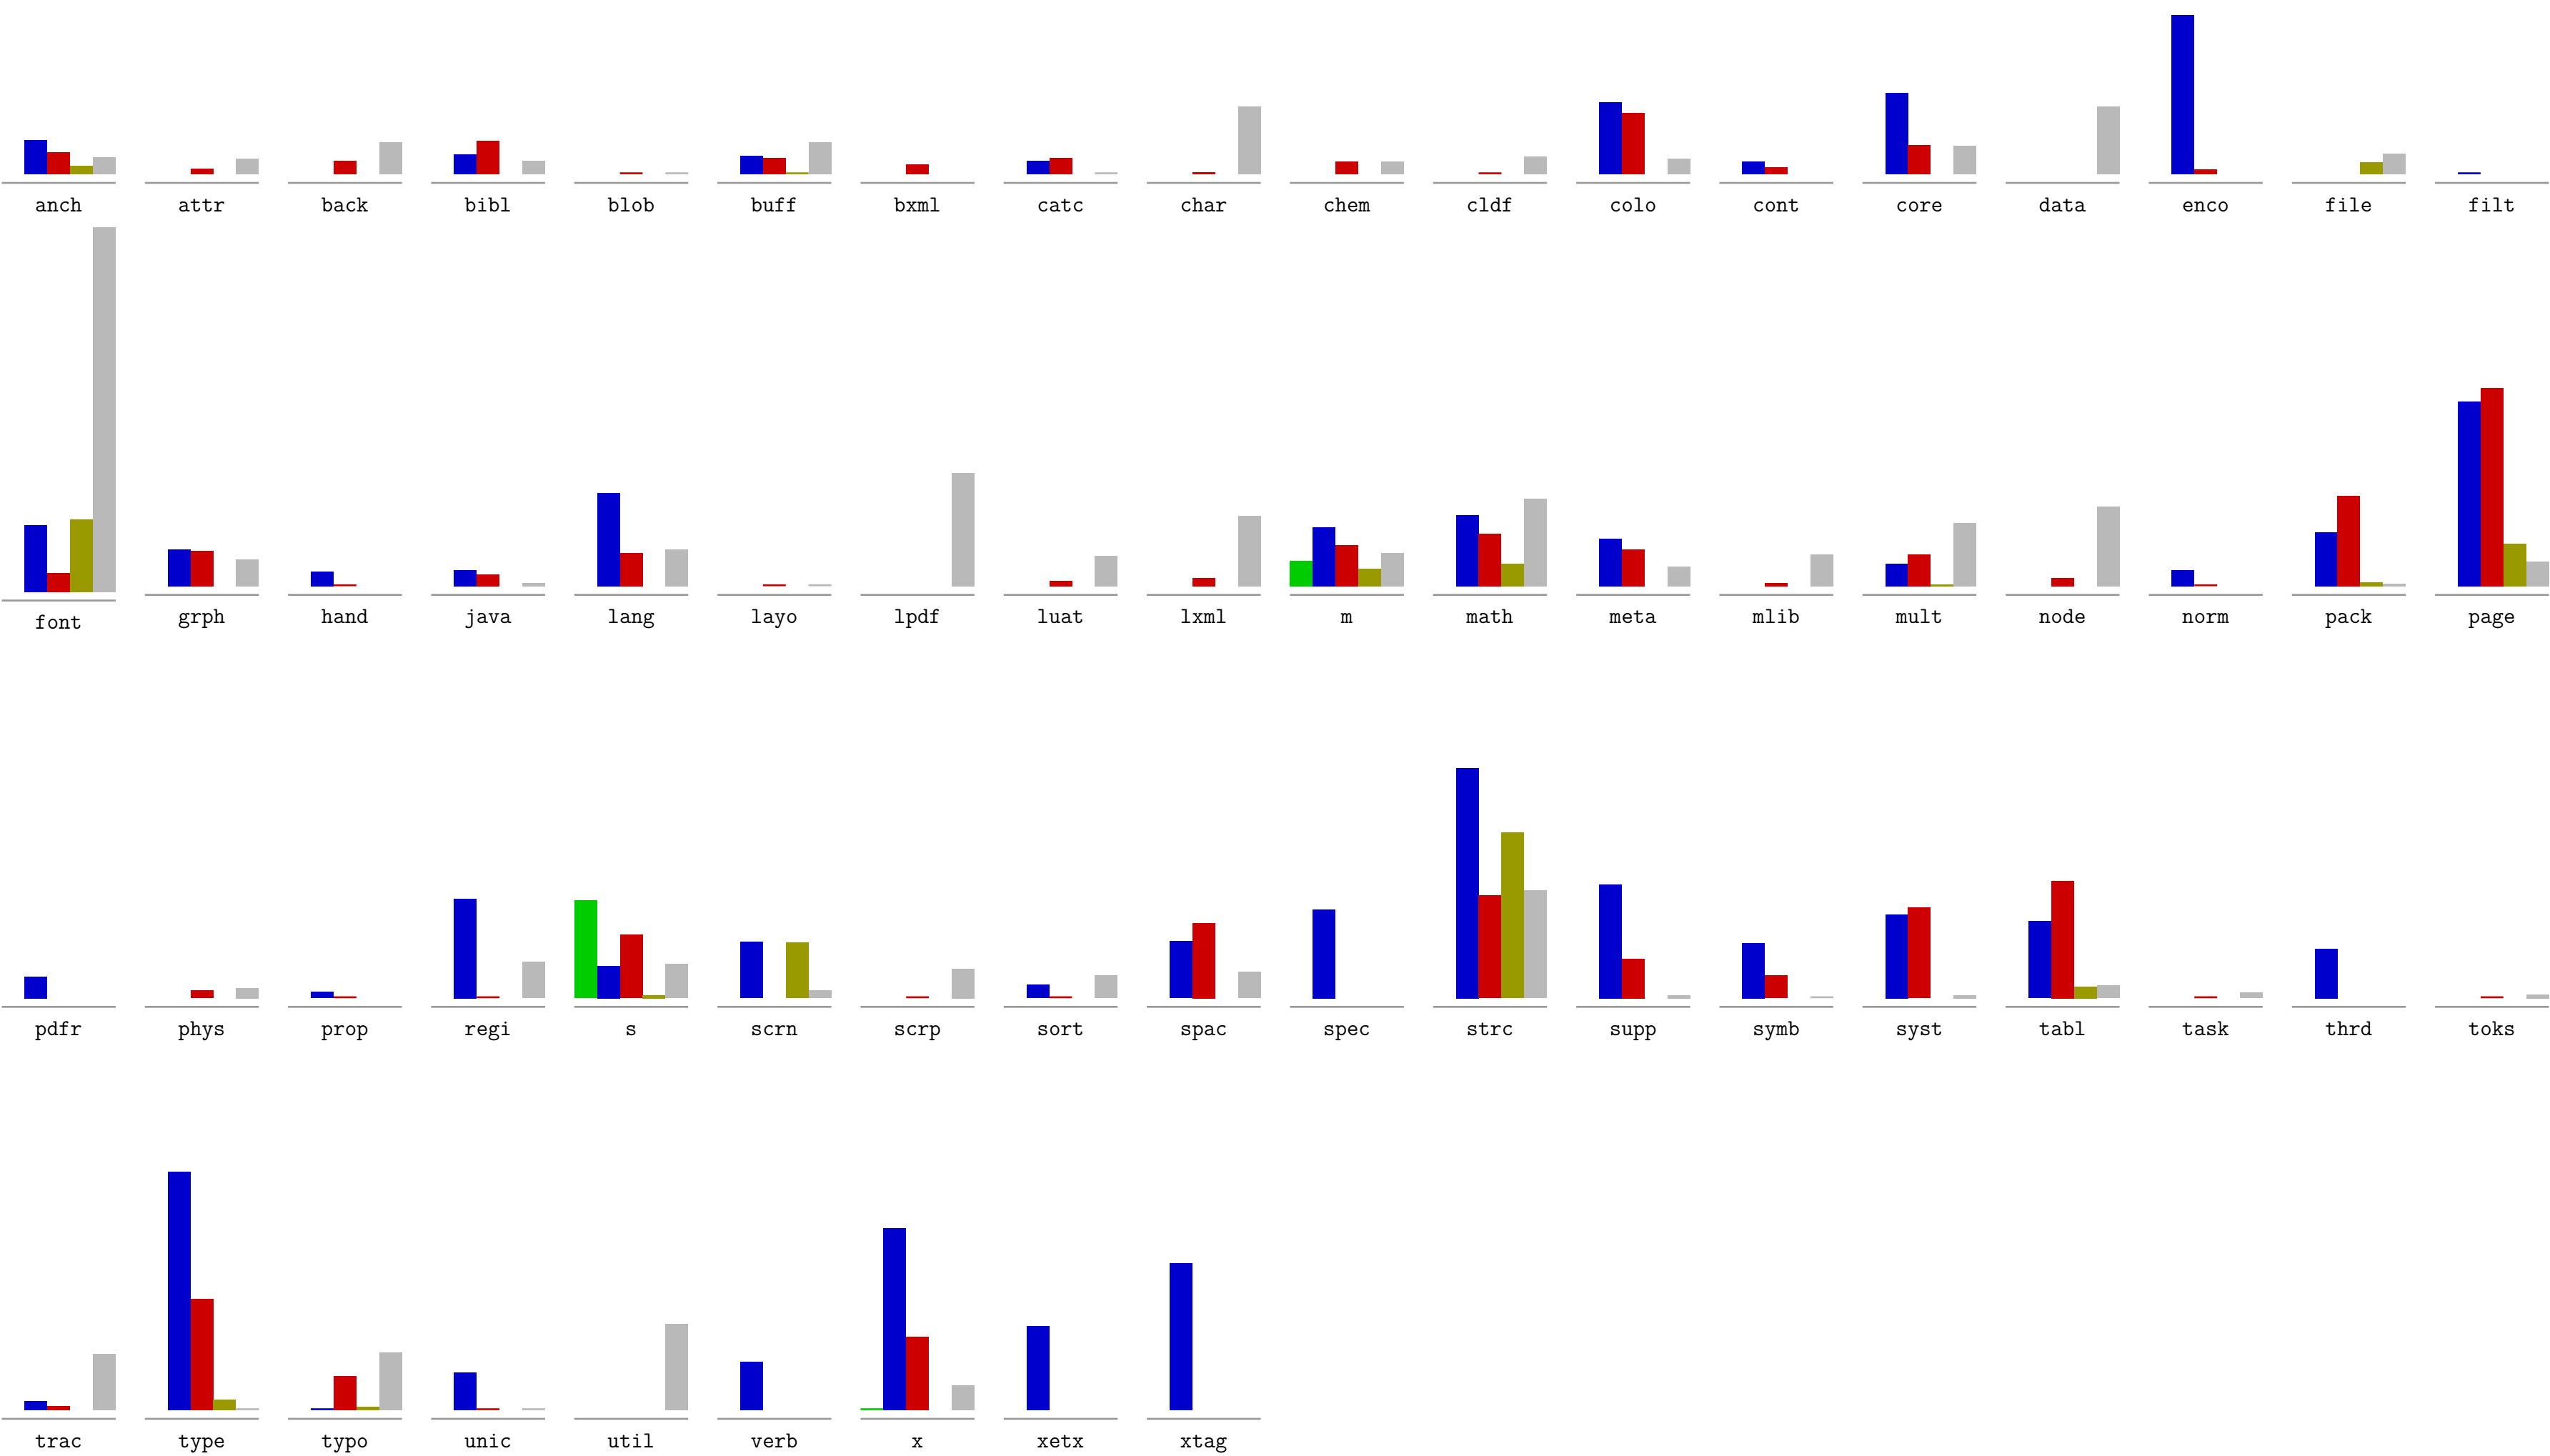 anch attr back bibl blob buff bxml catc char chem cldf colo cont core data enco file filt
font grph hand java lang layo lpdf luat lxml m math meta mlib mult node norm pack page
pdfr phys prop regi s scrn scrp sort spac spec strc supp symb syst tabl task thrd toks
trac type typo unic util verb x xetx xtag